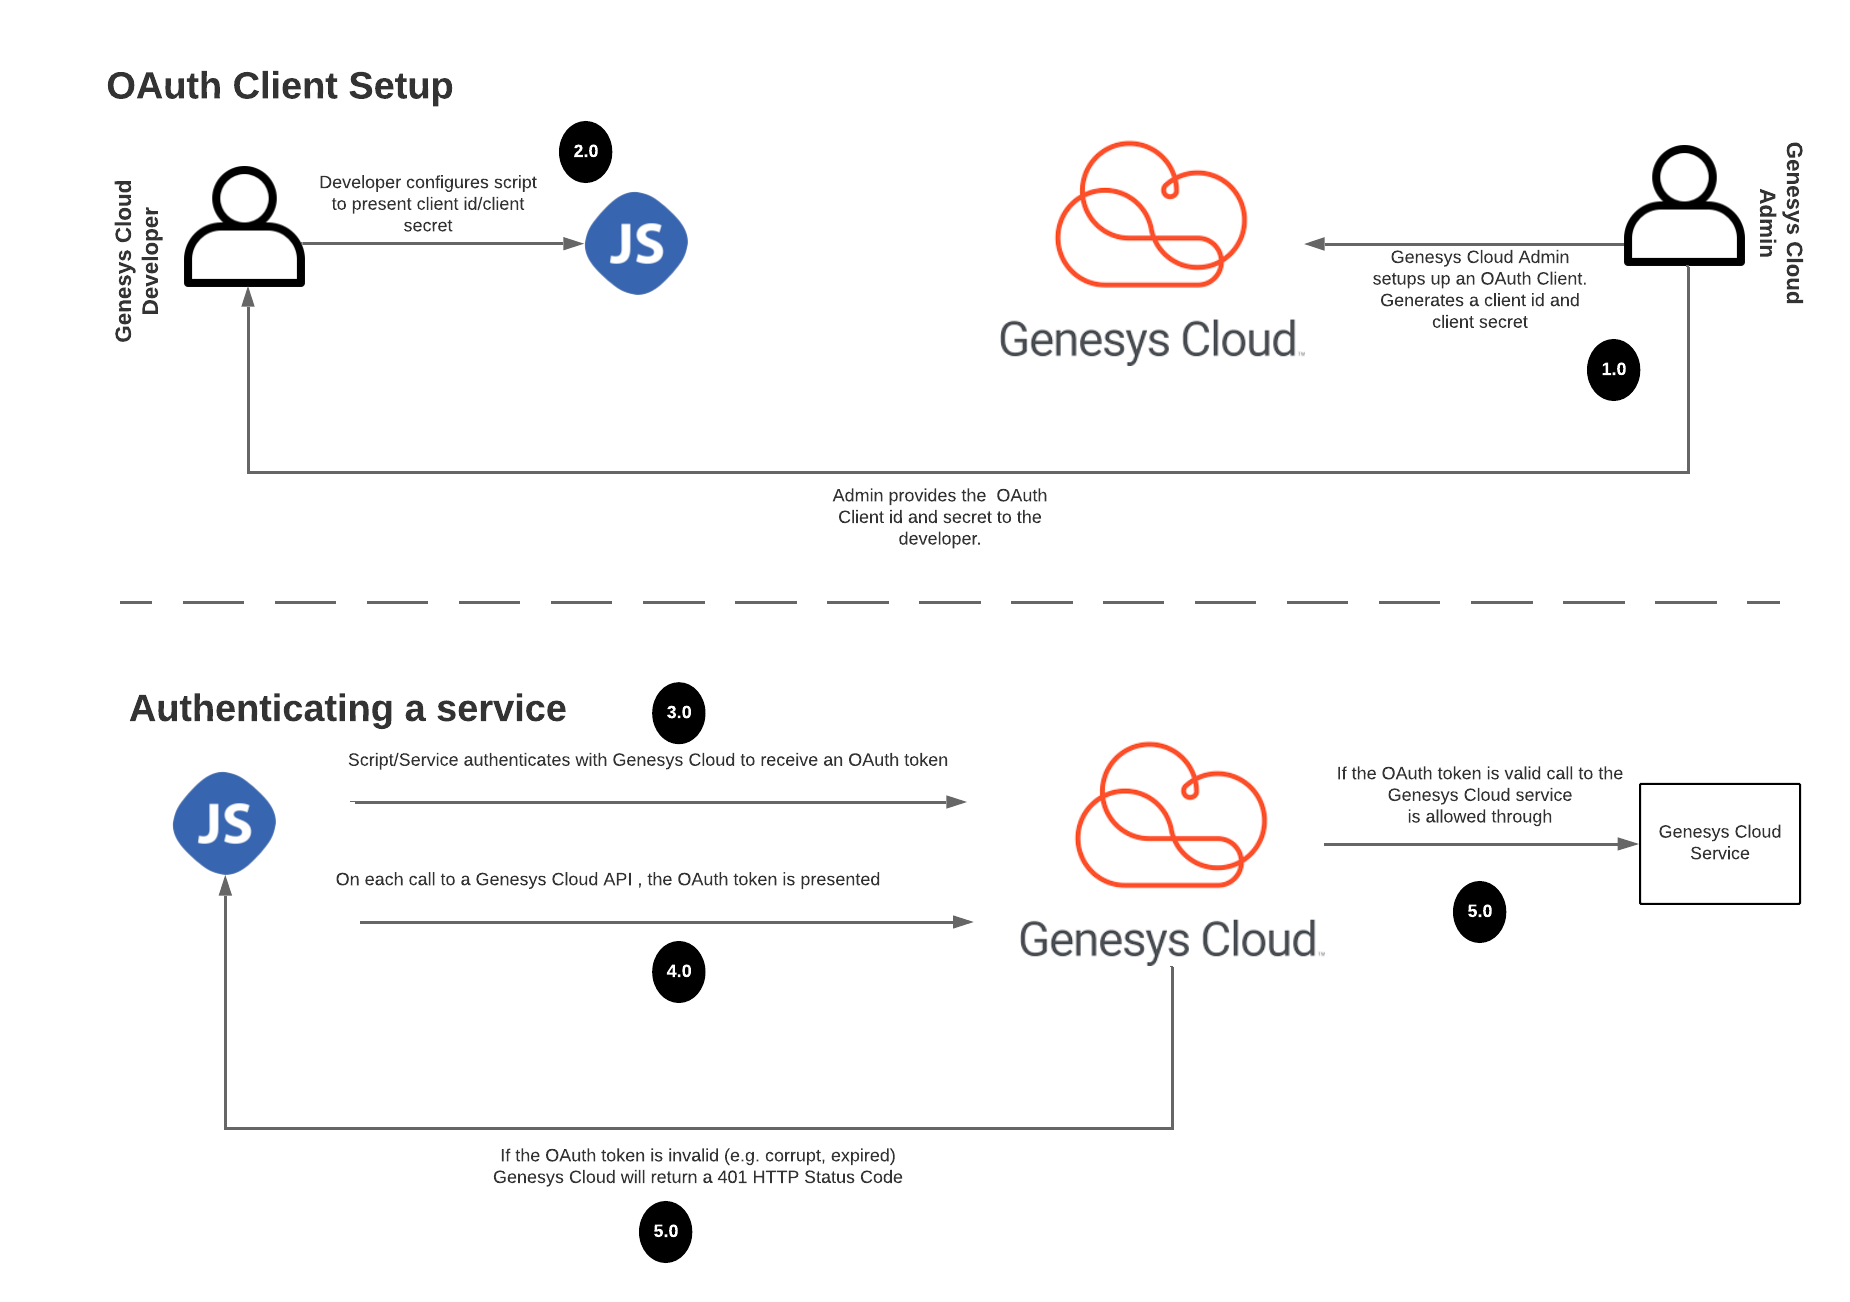 OAuth Client Setup
2.0
Genesys Cloud
Developer
Developer configures script
to present client id/client
secret
JS
Genesys Cloud
™
Genesys Cloud
Admin
Genesys Cloud Admin
setups up an OAuth Client.
Generates a client id and
client secret
1.0
Admin provides the  OAuth
Client id and secret to the
developer.
Authenticating a service
3.0
Script/Service authenticates with Genesys Cloud to receive an OAuth token
JS
On each call to a Genesys Cloud API , the OAuth token is presented
4.0
Genesys Cloud
™
If the OAuth token is valid call to the
Genesys Cloud service
is allowed through
5.0
Genesys Cloud
Service
If the OAuth token is invalid (e.g. corrupt, expired)
Genesys Cloud will return a 401 HTTP Status Code
5.0